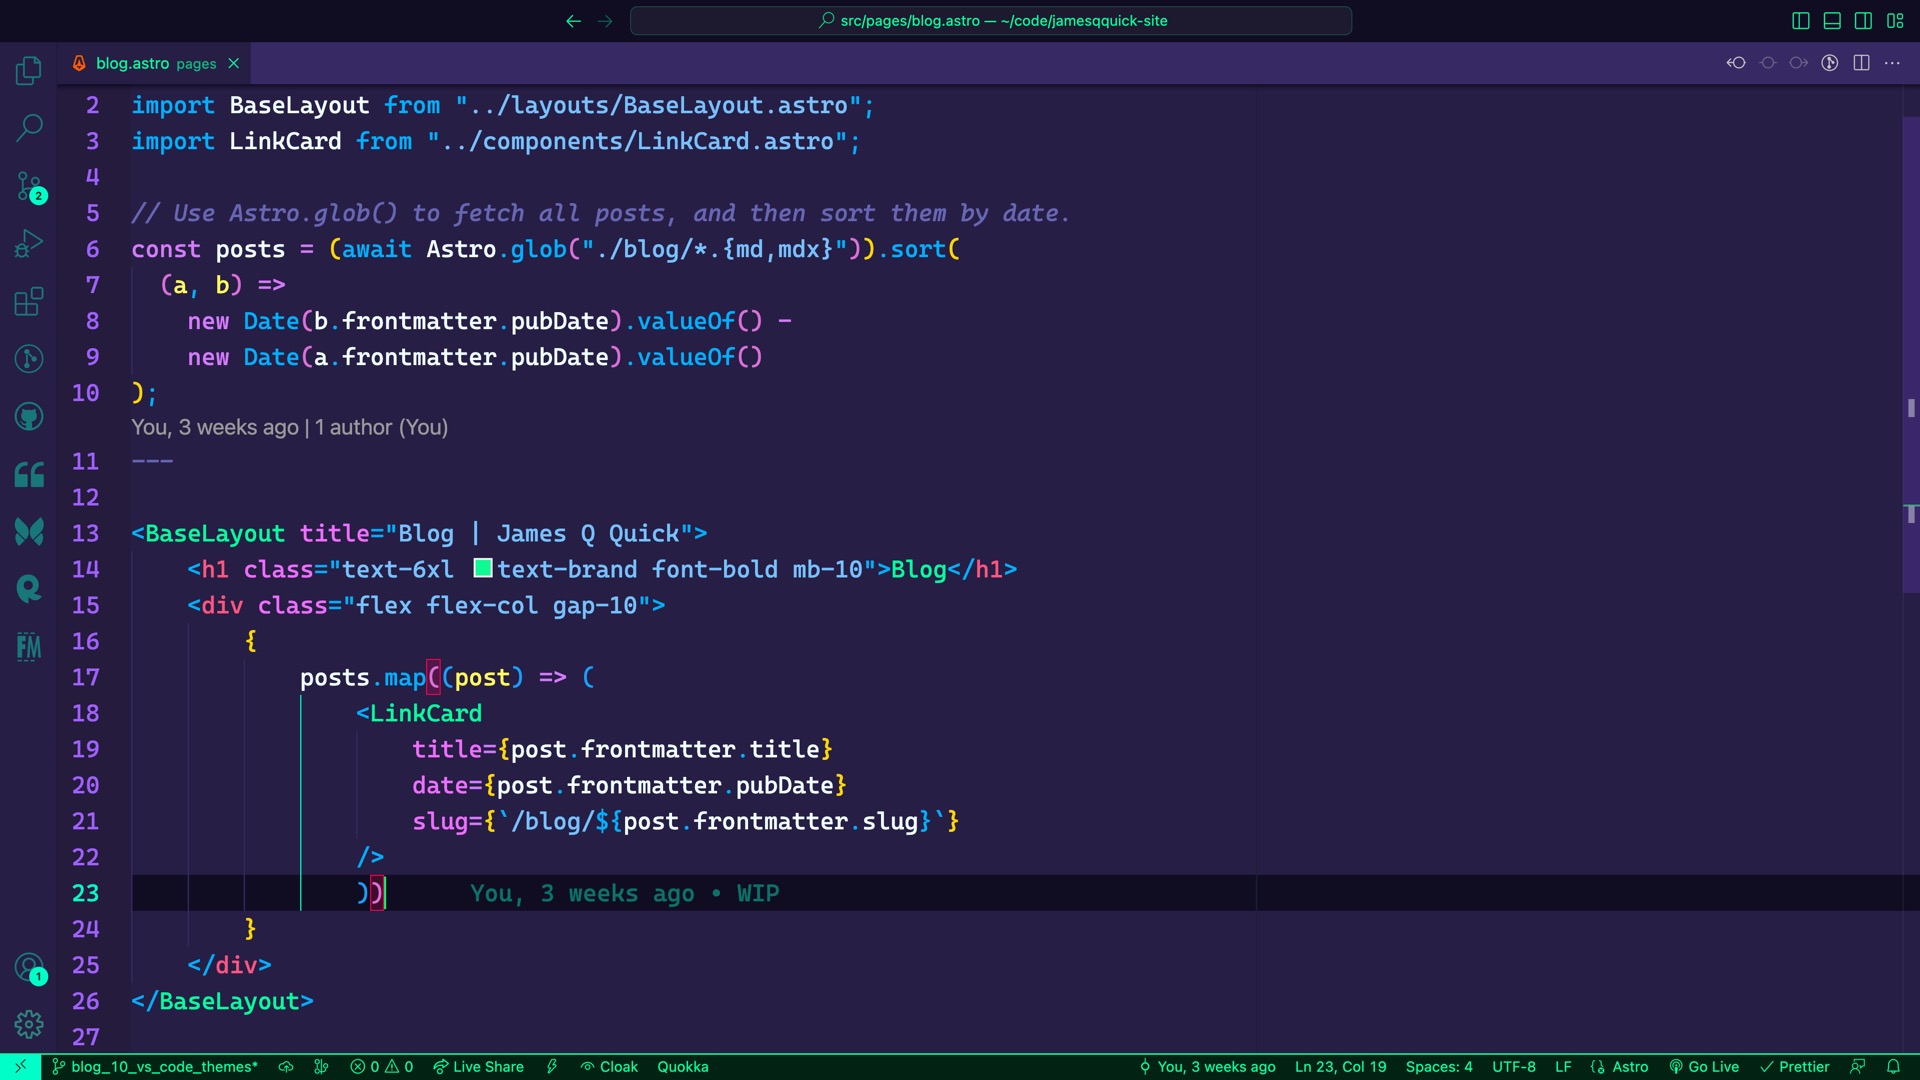 src/pages/blog.astro — ~/code/jamesqquick-site
blog.astro pages
2 import BaseLayout from "../layouts/BaseLayout.astro";
3 import LinkCard from "../components/LinkCard.astro";
4
5 // Use Astro.glob() to fetch all posts, and then sort them by date.
6 const posts = (await Astro.glob("./blog/*.{md,mdx}")).sort(
7 (a, b) =>
8 new Date(b.frontmatter.pubDate).valueOf() -
9 new Date(a.frontmatter.pubDate).valueOf()
10 );
You, 3 weeks ago | 1 author (You)
11 ---
12
13 <BaseLayout title="Blog | James Q Quick">
14 <h1 class="text-6xl text-brand font-bold mb-10">Blog</h1>
15 <div class="flex flex-col gap-10">
16 {
17 posts.map((post) => (
18 <LinkCard
19 title={post.frontmatter.title}
20 date={post.frontmatter.pubDate}
21 slug={`/blog/${post.frontmatter.slug}`}
22 />
23 )) You, 3 weeks ago • WIP
24 }
25 </div>
26 </BaseLayout>
27
2
FM
1
blog_10_vs_code_themes* 0 0 Live Share Cloak Quokka You, 3 weeks ago Ln 23, Col 19 Spaces: 4 UTF-8 LF Astro Go Live Prettier